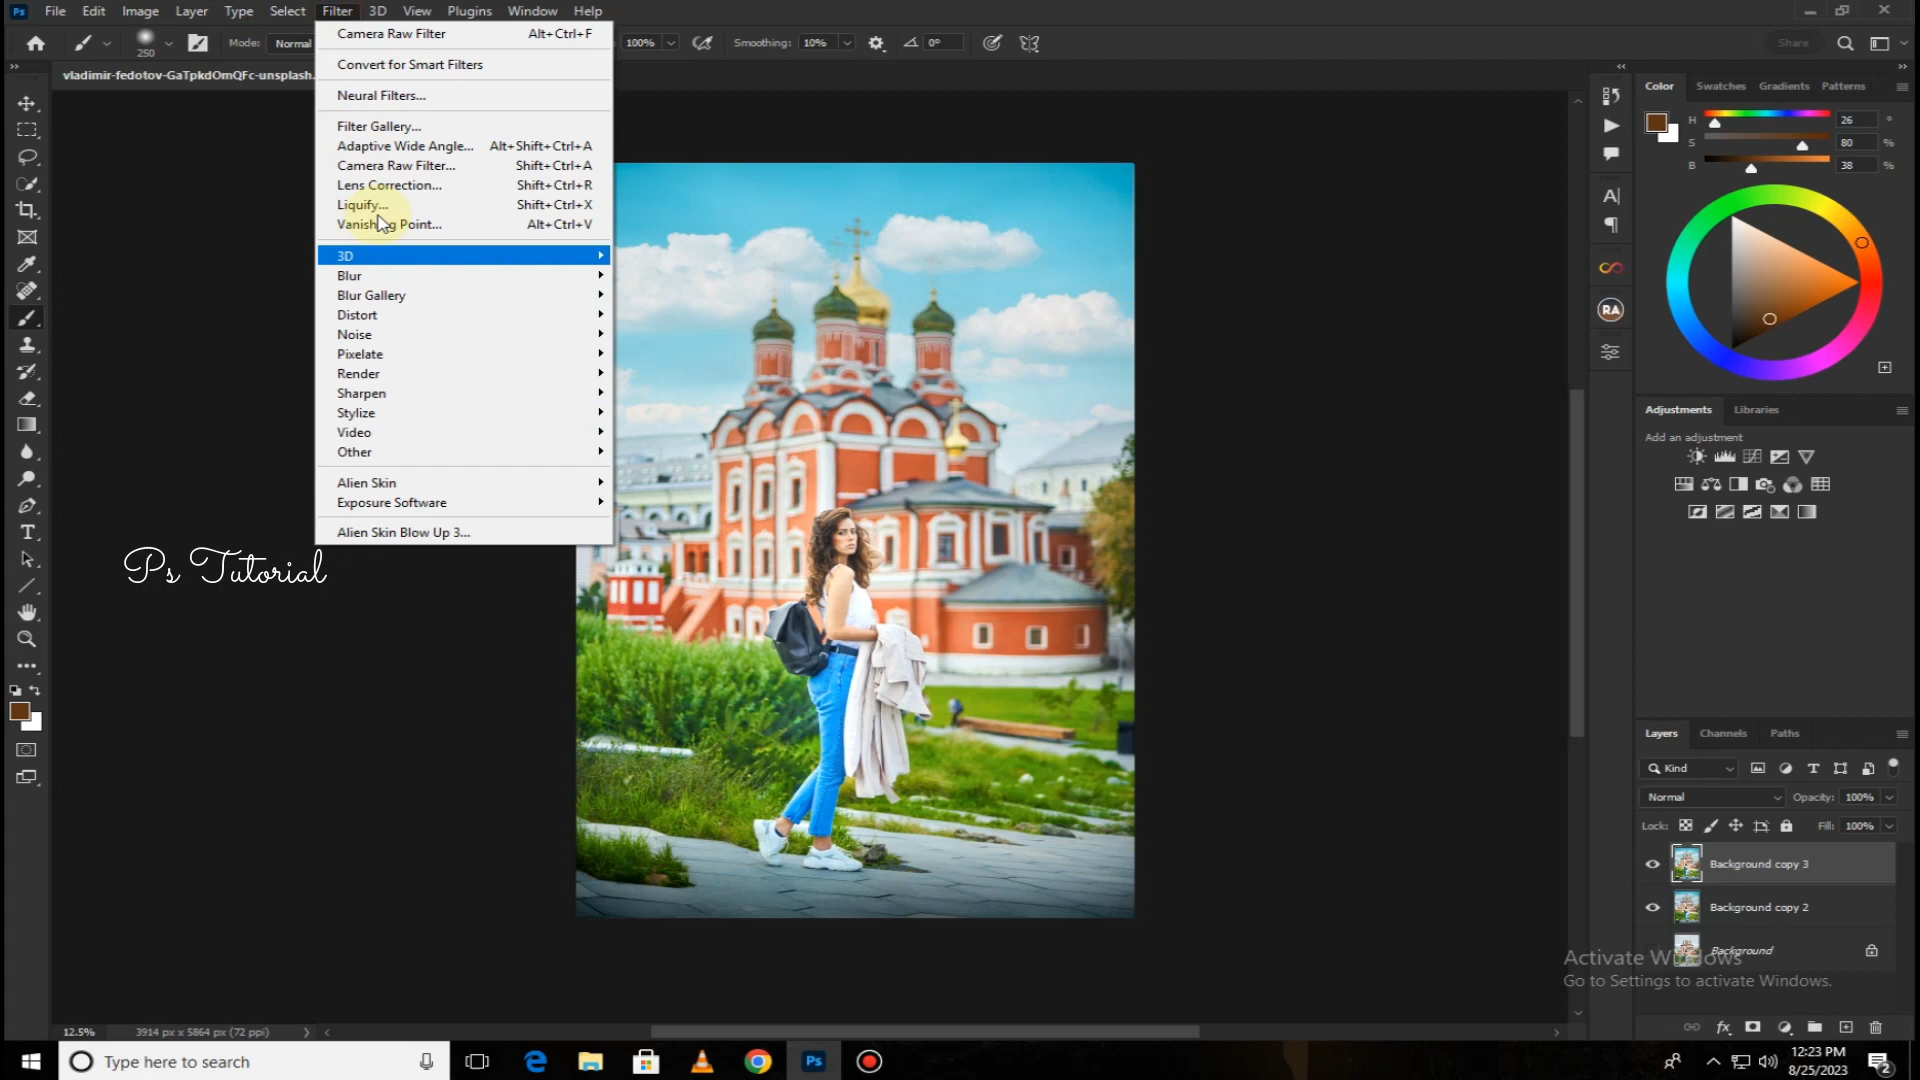 Ps File Edit Image Layer Type Select Filter 3D View Plugins Window Help
250 Mode: Normal 100% Smoothing: 10% 0° Share
vladimir-fedotov-GaTpkdOmQFc-unsplash.
Camera Raw Filter Alt+Ctrl+F
Convert for Smart Filters
Neural Filters...
Filter Gallery...
Adaptive Wide Angle... Alt+Shift+Ctrl+A
Camera Raw Filter... Shift+Ctrl+A
Lens Correction... Shift+Ctrl+R
Liquify... Shift+Ctrl+X
Vanishing Point... Alt+Ctrl+V
3D
Blur
Blur Gallery
Distort
Noise
Pixelate
Render
Sharpen
Stylize
Video
Other
Alien Skin
Exposure Software
Alien Skin Blow Up 3...
Ps Tutorial
RA
Color Swatches Gradients Patterns
H 26 °
S 80 %
B 38 %
Adjustments Libraries
Add an adjustment
Layers Channels Paths
Kind
Normal Opacity: 100%
Lock: Fill: 100%
Background copy 3
Background copy 2
Background
Activate Windows
Go to Settings to activate Windows.
12.5% 3914 px x 5864 px (72 ppi)
Type here to search
Ps
12:23 PM
8/25/2023
2